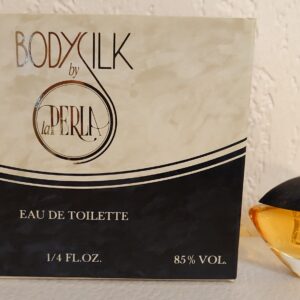 BODYSILK
by
la PERLA
EAU DE TOILETTE
1/4 FL.OZ. 85% VOL.